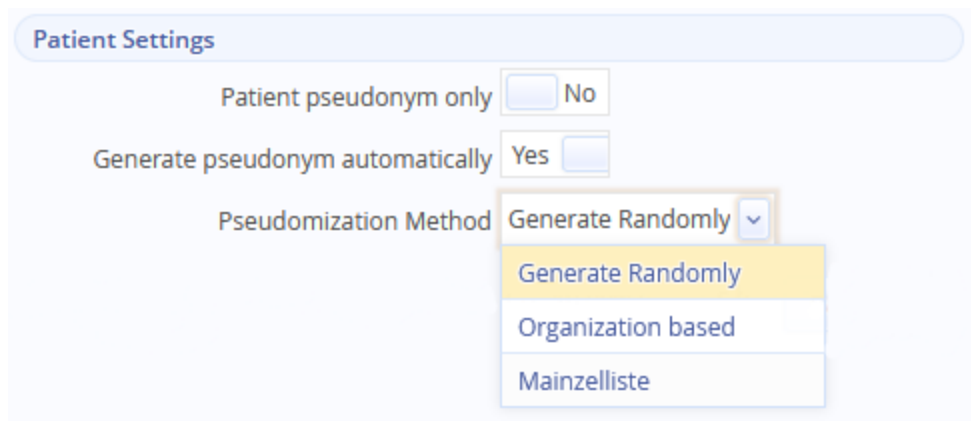 Patient Settings
Patient pseudonym only No
Generate pseudonym automatically Yes
Pseudomization Method Generate Randomly
Generate Randomly
Organization based
Mainzelliste